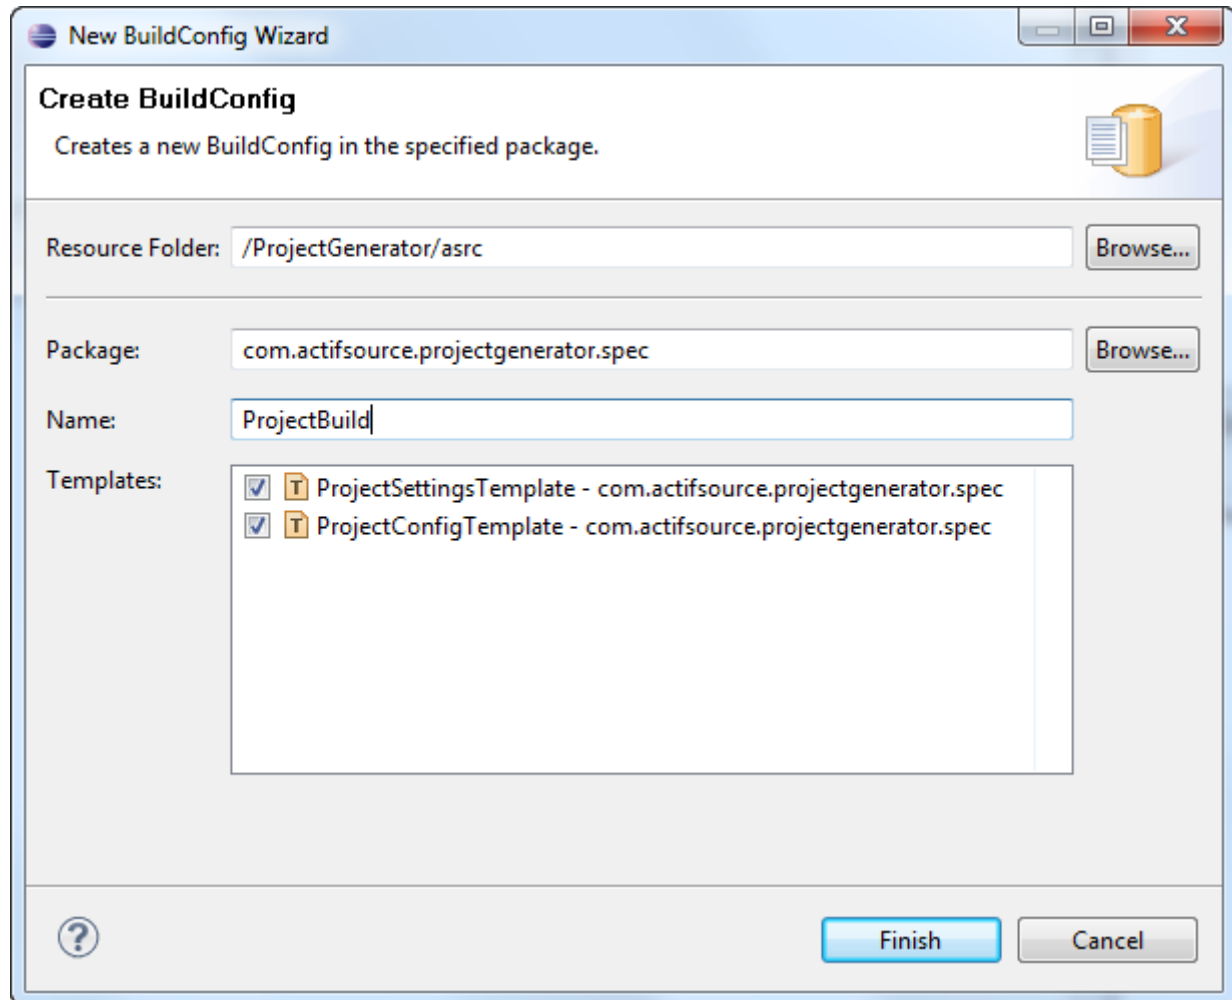 New BuildConfig Wizard
Create BuildConfig
Creates a new BuildConfig in the specified package.
Resource Folder: /ProjectGenerator/asrc Browse...
Package: com.actifsource.projectgenerator.spec Browse...
Name: ProjectBuild
Templates: T ProjectSettingsTemplate - com.actifsource.projectgenerator.spec
T ProjectConfigTemplate - com.actifsource.projectgenerator.spec
? Finish Cancel